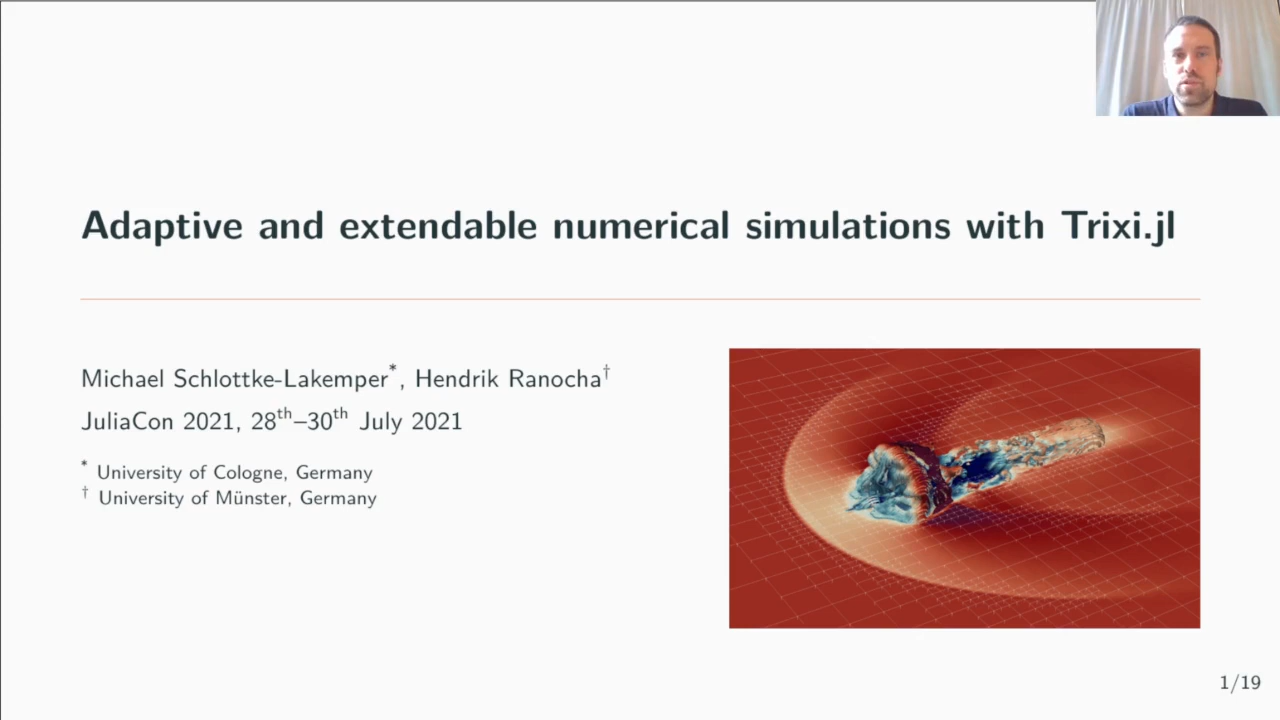 Adaptive and extendable numerical simulations with Trixi.jl
Michael Schlottke-Lakemper*, Hendrik Ranocha†
JuliaCon 2021, 28th–30th July 2021
* University of Cologne, Germany
† University of Münster, Germany
1/19